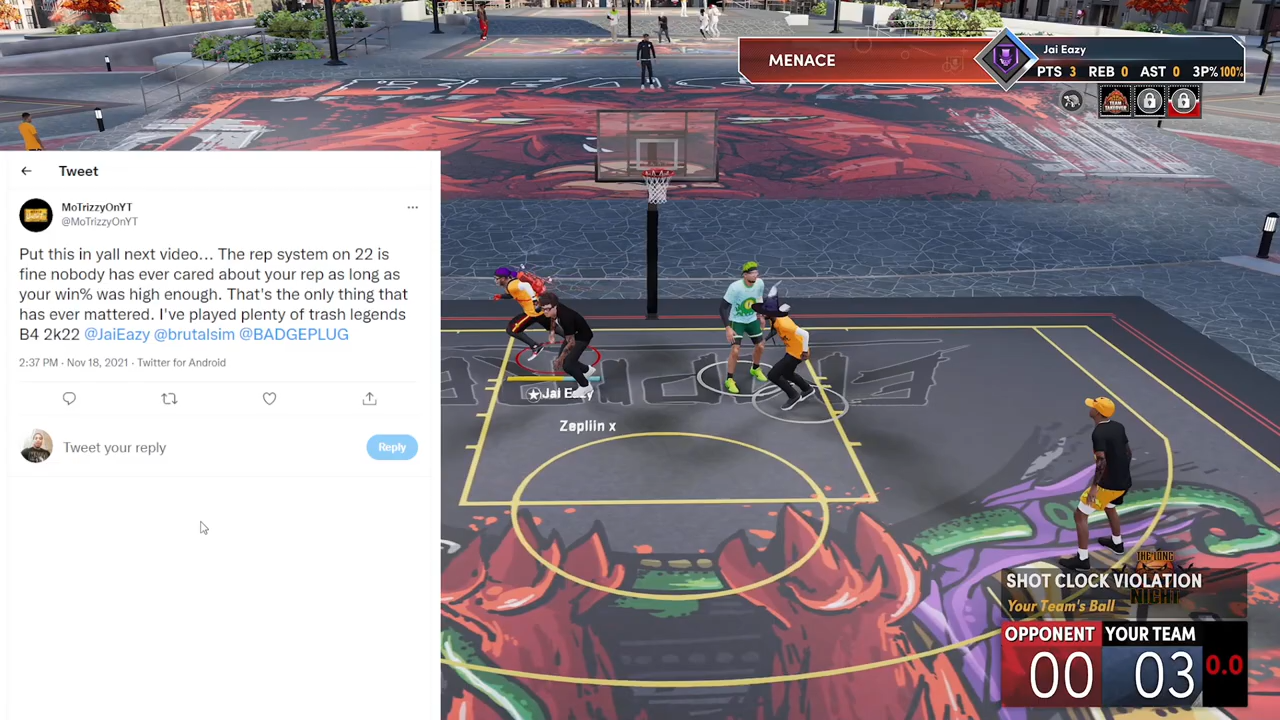 MENACE
Jai Eazy
PTS 3 REB 0 AST 0 3P% 100%
Tweet
MoTrizzyOnYT
@MoTrizzyOnYT
Put this in yall next video... The rep system on 22 is
fine nobody has ever cared about your rep as long as
your win% was high enough. That's the only thing that
has ever mattered. I've played plenty of trash legends
B4 2k22 @JaiEazy @brutalsim @BADGEPLUG
2:37 PM · Nov 18, 2021 · Twitter for Android
Tweet your reply
Reply
Jai Eazy
Zepliin x
THE LONG
NIGHT
SHOT CLOCK VIOLATION
Your Team's Ball
OPPONENT YOUR TEAM
00 03 0.0